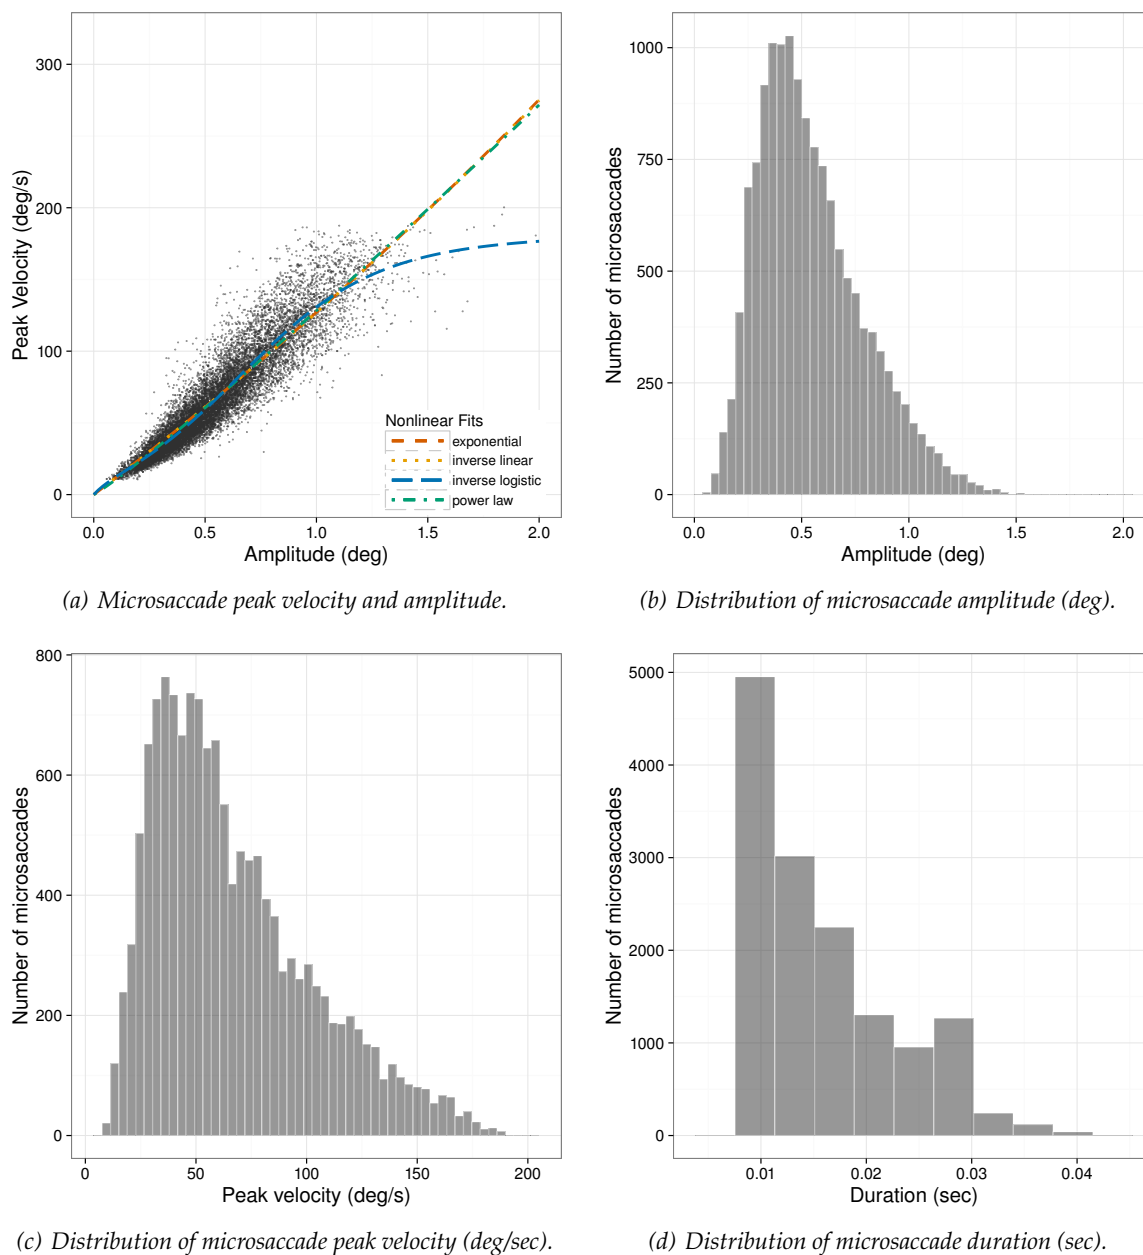 300
200
100
0
Peak Velocity (deg/s)
Nonlinear Fits
exponential
inverse linear
inverse logistic
power law
0.0 0.5 1.0 1.5 2.0
Amplitude (deg)
(a) Microsaccade peak velocity and amplitude.
1000
750
500
250
0
Number of microsaccades
0.0 0.5 1.0 1.5 2.0
Amplitude (deg)
(b) Distribution of microsaccade amplitude (deg).
800
600
400
200
0
Number of microsaccades
0 50 100 150 200
Peak velocity (deg/s)
(c) Distribution of microsaccade peak velocity (deg/sec).
5000
4000
3000
2000
1000
0
Number of microsaccades
0.01 0.02 0.03 0.04
Duration (sec)
(d) Distribution of microsaccade duration (sec).